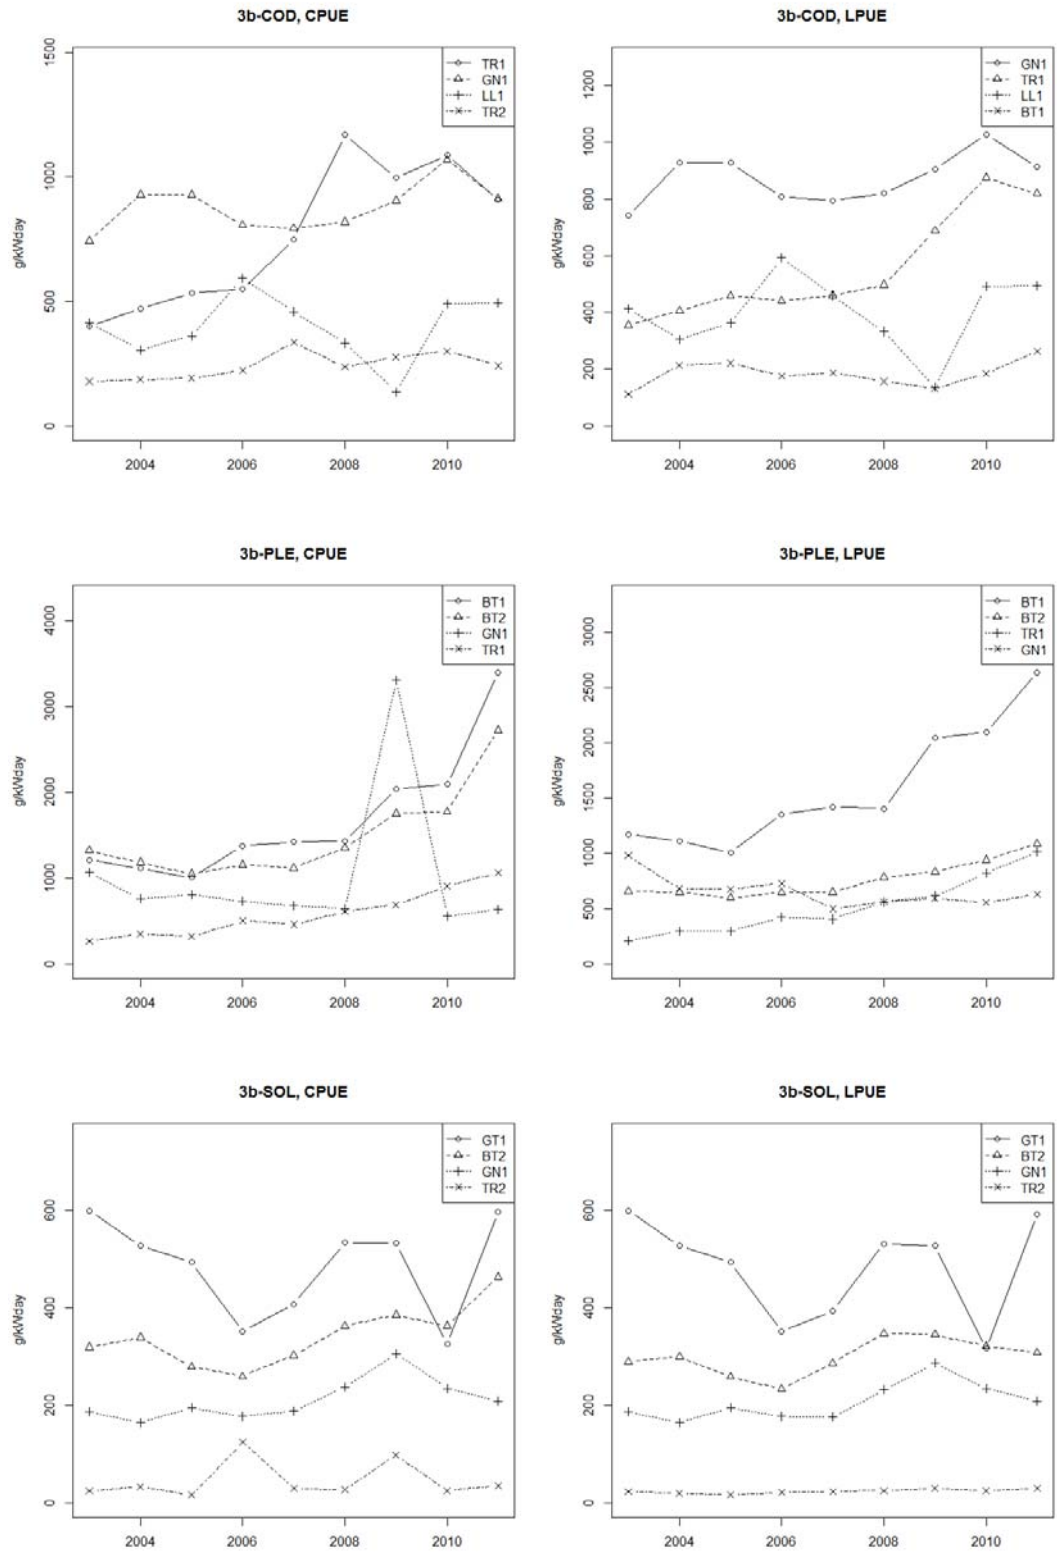 3b-COD, CPUE
g/kWday
1500
1000
500
0
TR1
GN1
LL1
TR2
2004 2006 2008 2010
3b-COD, LPUE
g/kWday
1200
1000
800
600
400
200
0
GN1
TR1
LL1
BT1
2004 2006 2008 2010
3b-PLE, CPUE
g/kWday
4000
3000
2000
1000
0
BT1
BT2
GN1
TR1
2004 2006 2008 2010
3b-PLE, LPUE
g/kWday
3000
2500
2000
1500
1000
500
0
BT1
BT2
TR1
GN1
2004 2006 2008 2010
3b-SOL, CPUE
g/kWday
600
400
200
0
GT1
BT2
GN1
TR2
2004 2006 2008 2010
3b-SOL, LPUE
g/kWday
600
400
200
0
GT1
BT2
GN1
TR2
2004 2006 2008 2010